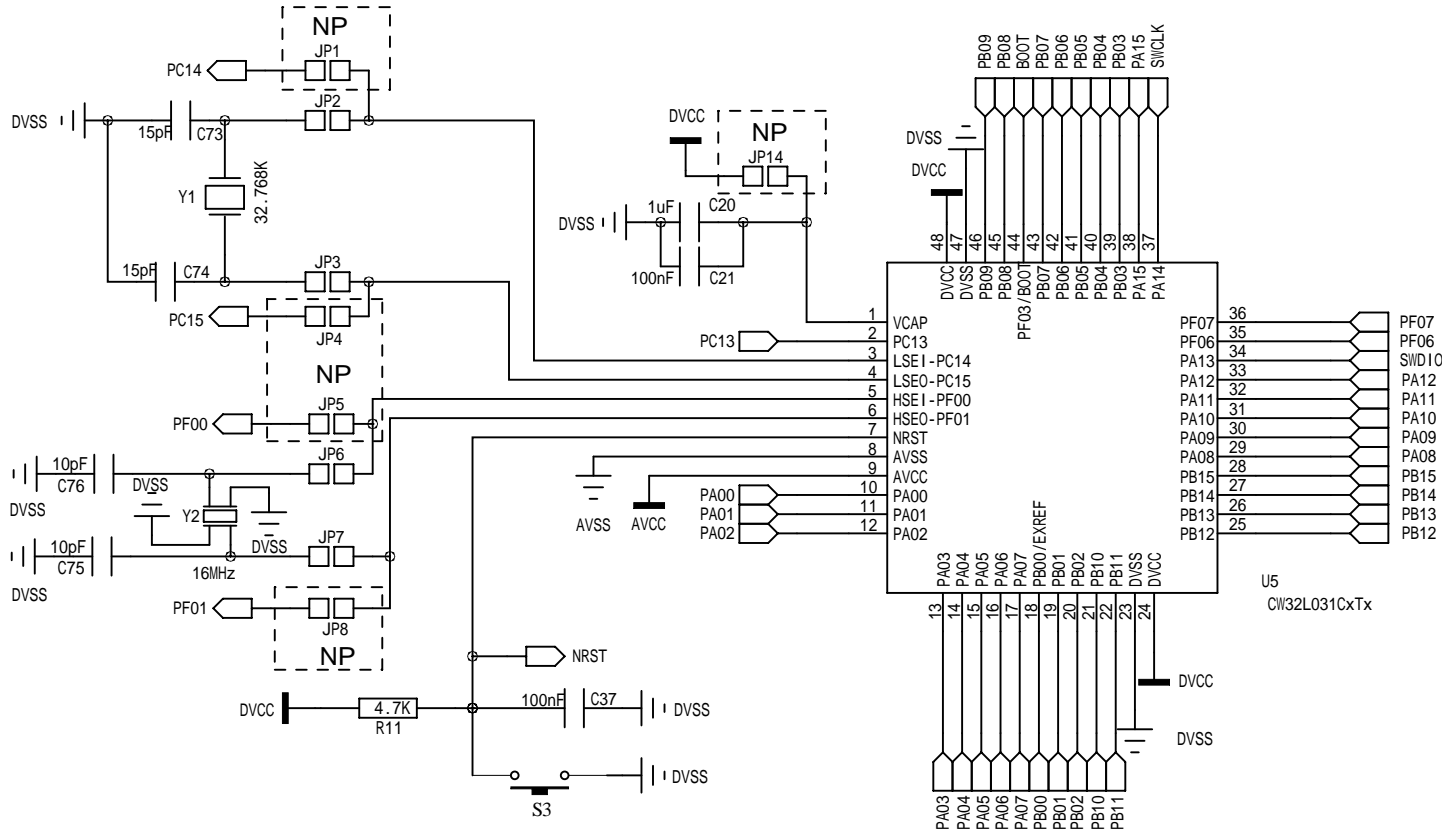 NP
JP1
PC14
JP2
DVSS
15pF
C73
Y1
32.768K
15pF
C74
JP3
PC15
JP4
NP
PF00
JP5
10pF
C76
DVSS
DVSS
JP6
Y2
DVSS
10pF
C75
DVSS
16MHz
JP7
PF01
JP8
NP
NRST
DVCC
4.7K
R11
100nF
C37
DVSS
S3
DVSS
DVCC
NP
JP14
DVSS
1uF
C20
100nF
C21
PC13
AVSS
AVCC
PA00
PA01
PA02
1 VCAP
2 PC13
3 LSEI-PC14
4 LSEO-PC15
5 HSEI-PF00
6 HSEO-PF01
7 NRST
8 AVSS
9 AVCC
10 PA00
11 PA01
12 PA02
PB09
PB08
BOOT
PB07
PB06
PB05
PB04
PB03
PA15
SWCLK
DVSS
DVCC
48 DVCC
47 DVSS
46 PB09
45 PB08
44 PF03/BOOT
43 PB07
42 PB06
41 PB05
40 PB04
39 PB03
38 PA15
37 PA14
PF07 36 PF07
PF06 35 PF06
PA13 34 SWDIO
PA12 33 PA12
PA11 32 PA11
PA10 31 PA10
PA09 30 PA09
PA08 29 PA08
PB15 28 PB15
PB14 27 PB14
PB13 26 PB13
PB12 25 PB12
PA03 13
PA04 14
PA05 15
PA06 16
PA07 17
PB00/EXREF 18
PB01 19
PB02 20
PB10 21
PB11 22
DVSS 23
DVCC 24
U5
CW32L031CxTx
DVCC
DVSS
PA03
PA04
PA05
PA06
PA07
PB00
PB01
PB02
PB10
PB11